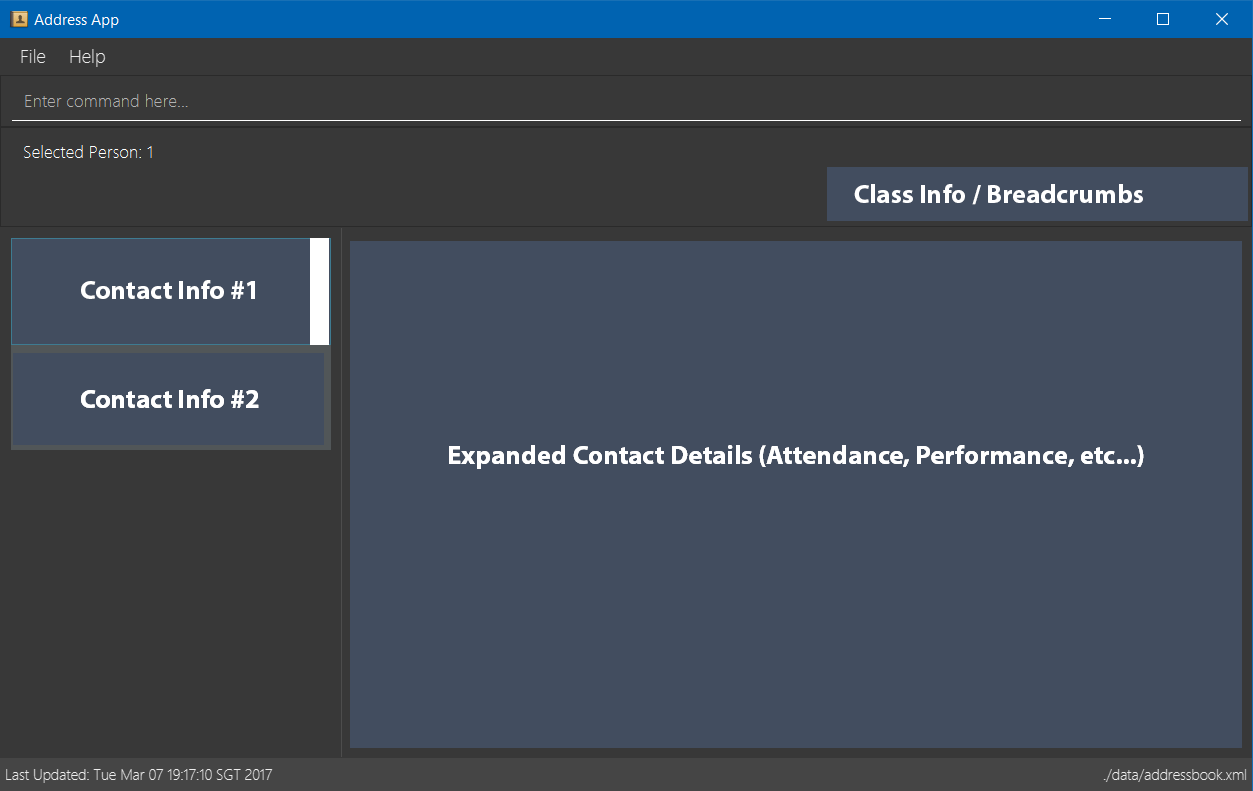 Address App
File Help
Enter command here...
Selected Person: 1
Class Info / Breadcrumbs
Contact Info #1
Contact Info #2
Expanded Contact Details (Attendance, Performance, etc...)
Last Updated: Tue Mar 07 19:17:10 SGT 2017
./data/addressbook.xml